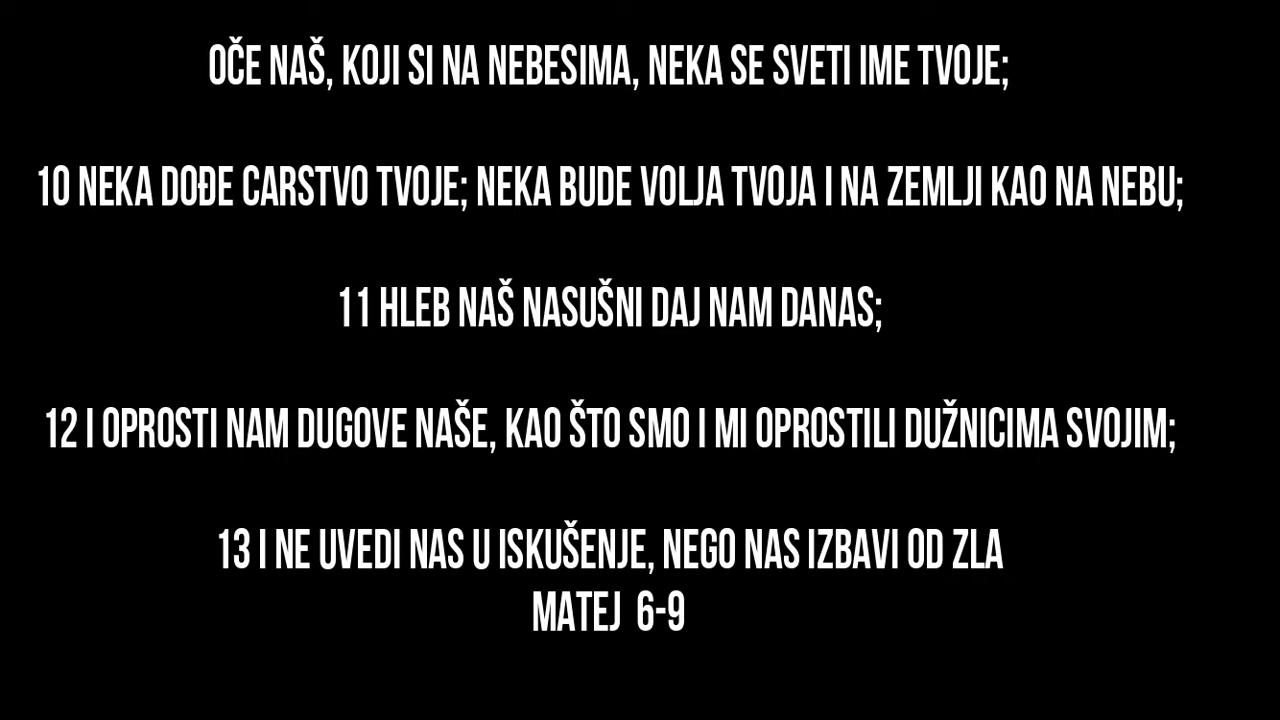 OČE NAŠ, KOJI SI NA NEBESIMA, NEKA SE SVETI IME TVOJE;
10 NEKA DOĐE CARSTVO TVOJE; NEKA BUDE VOLJA TVOJA I NA ZEMLJI KAO NA NEBU;
11 HLEB NAŠ NASUŠNI DAJ NAM DANAS;
12 I OPROSTI NAM DUGOVE NAŠE, KAO ŠTO SMO I MI OPROSTILI DUŽNICIMA SVOJIM;
13 I NE UVEDI NAS U ISKUŠENJE, NEGO NAS IZBAVI OD ZLA
MATEJ 6-9